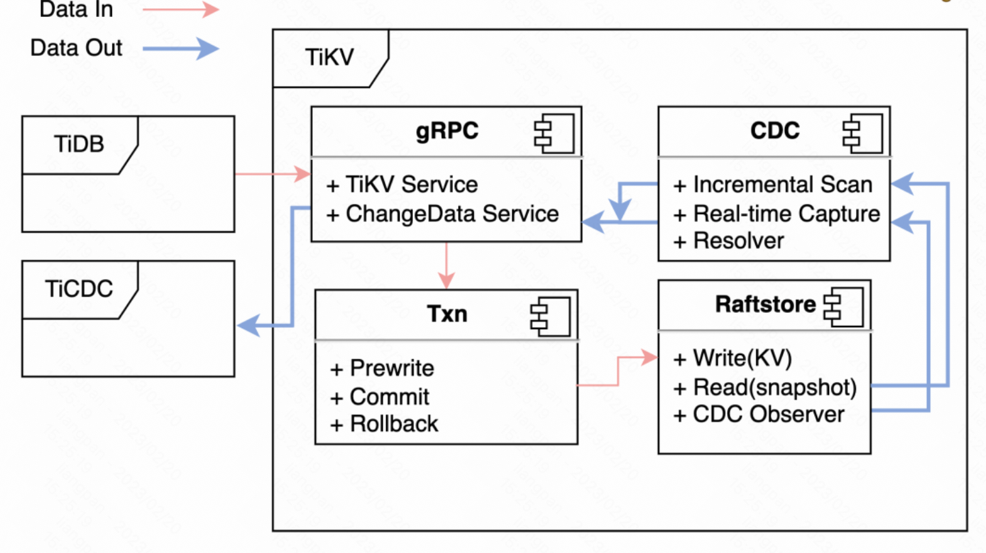 Data In
Data Out
TiKV
TiDB
TiCDC
gRPC
+ TiKV Service
+ ChangeData Service
CDC
+ Incremental Scan
+ Real-time Capture
+ Resolver
Txn
+ Prewrite
+ Commit
+ Rollback
Raftstore
+ Write(KV)
+ Read(snapshot)
+ CDC Observer